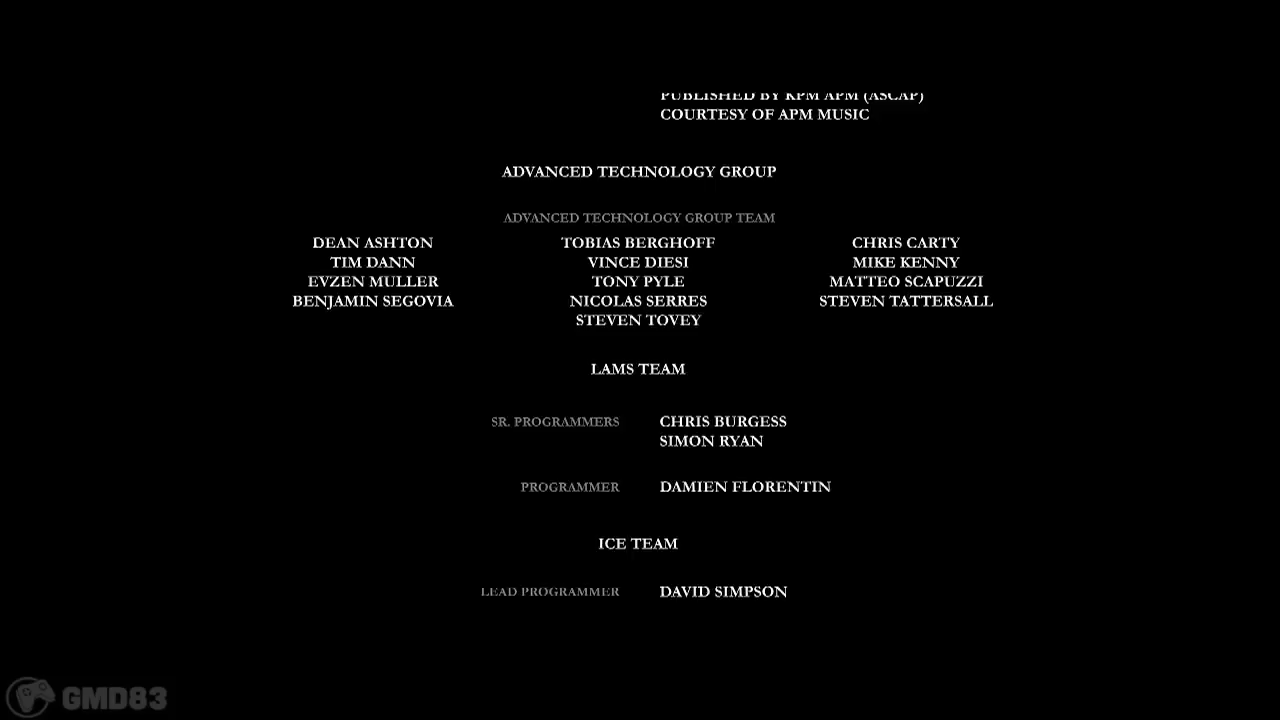 PUBLISHED BY KPM APM (ASCAP)
COURTESY OF APM MUSIC
ADVANCED TECHNOLOGY GROUP
ADVANCED TECHNOLOGY GROUP TEAM
DEAN ASHTON TOBIAS BERGHOFF CHRIS CARTY
TIM DANN VINCE DIESI MIKE KENNY
EVZEN MULLER TONY PYLE MATTEO SCAPUZZI
BENJAMIN SEGOVIA NICOLAS SERRES STEVEN TATTERSALL
STEVEN TOVEY
LAMS TEAM
SR. PROGRAMMERS CHRIS BURGESS
SIMON RYAN
PROGRAMMER DAMIEN FLORENTIN
ICE TEAM
LEAD PROGRAMMER DAVID SIMPSON
GMD83